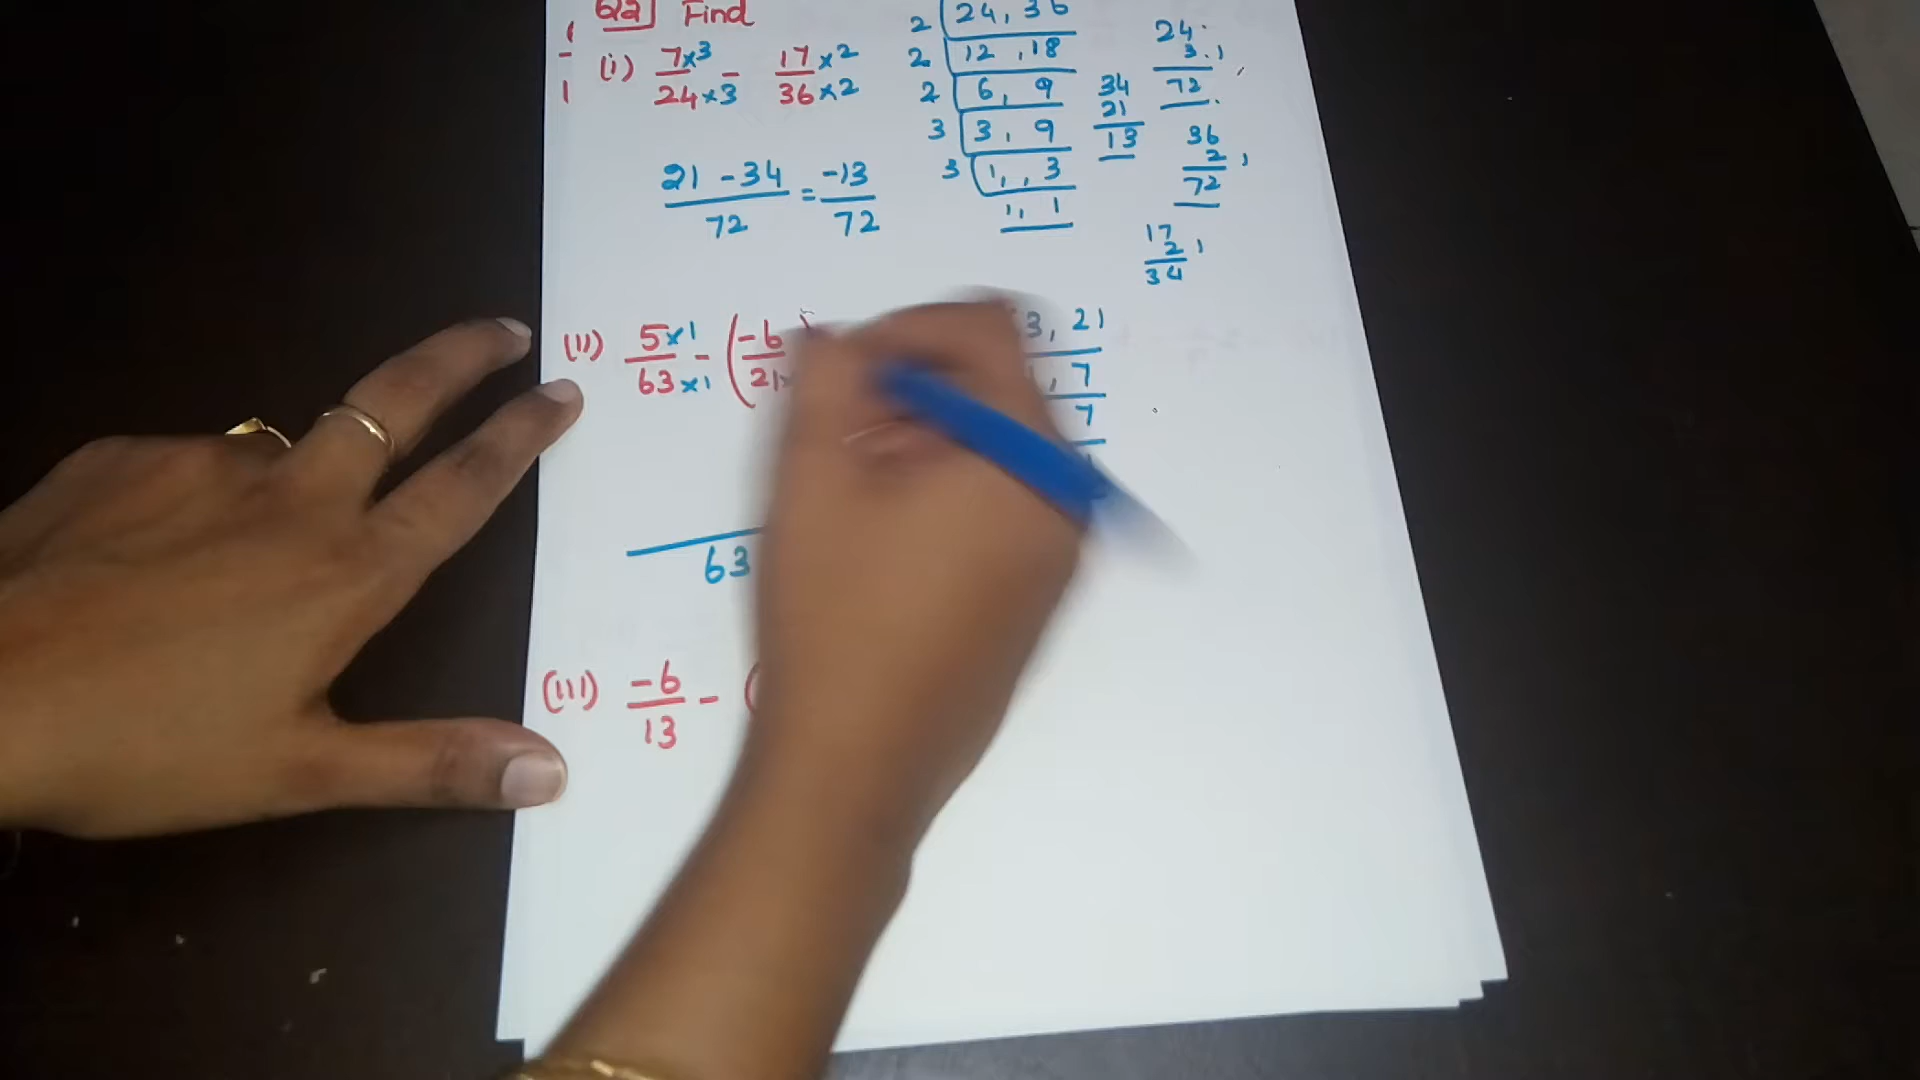 Q2] Find
(i) 7×3/24×3 - 17×2/36×2
21 - 34/72 = -13/72
2 | 24, 36
2 | 12, 18
2 | 6, 9
3 | 3, 9
3 | 1, 3
1, 1
34
21
13
24
3
72
36
2
72
17
2
34
(ii) 5×1/63×1 - (-6/21
3, 21
, 7
7
63
(iii) -6/13 - (